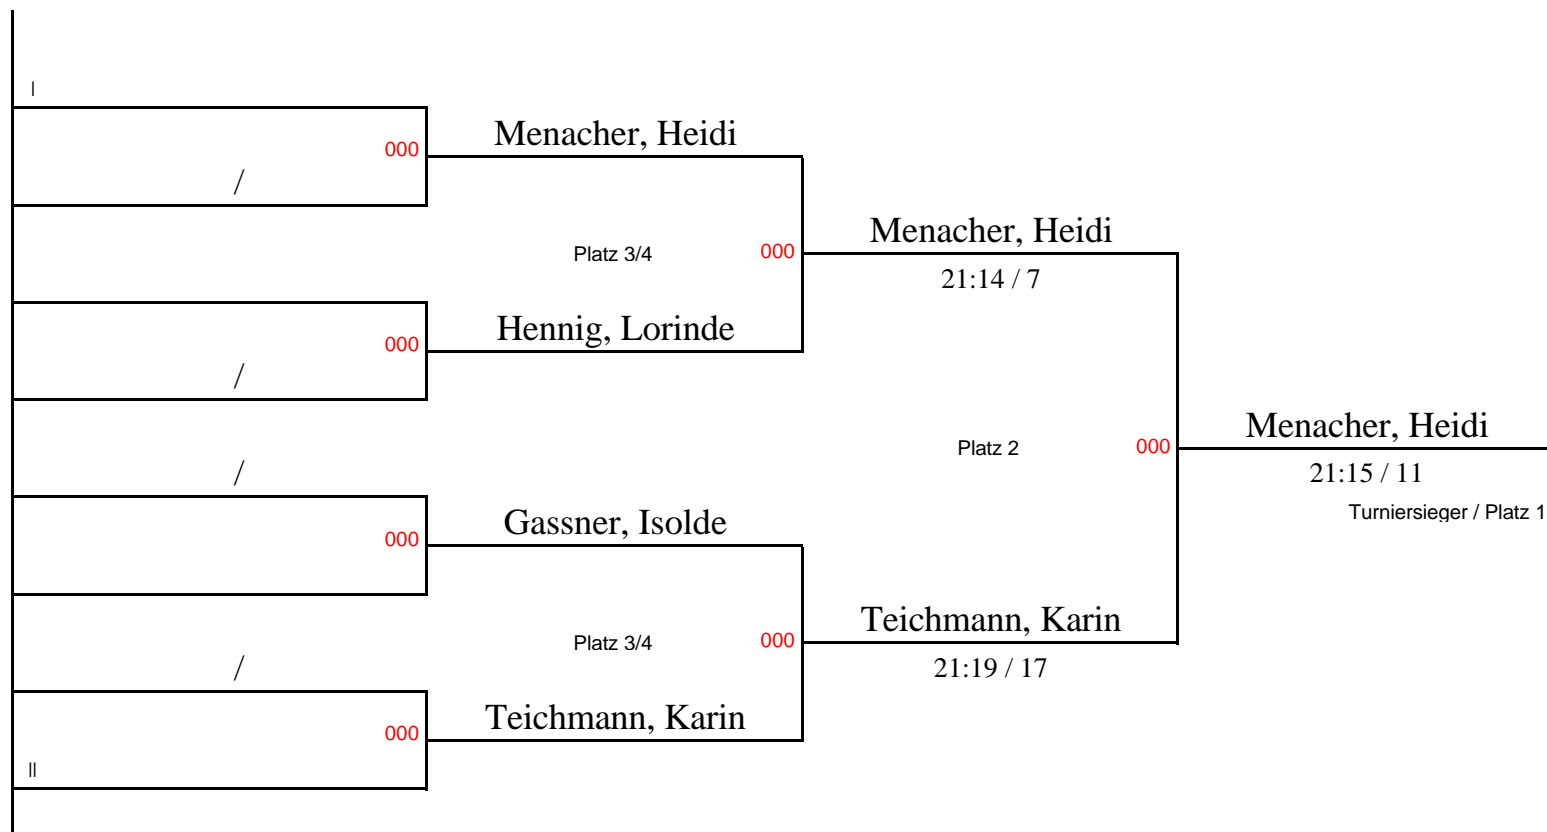 I
Menacher, Heidi
000
/
Menacher, Heidi
Platz 3/4
000
21:14 / 7
Hennig, Lorinde
000
/
Menacher, Heidi
Platz 2
000
/
21:15 / 11
Turniersieger / Platz 1
Gassner, Isolde
000
Teichmann, Karin
Platz 3/4
000
/
21:19 / 17
Teichmann, Karin
000
II